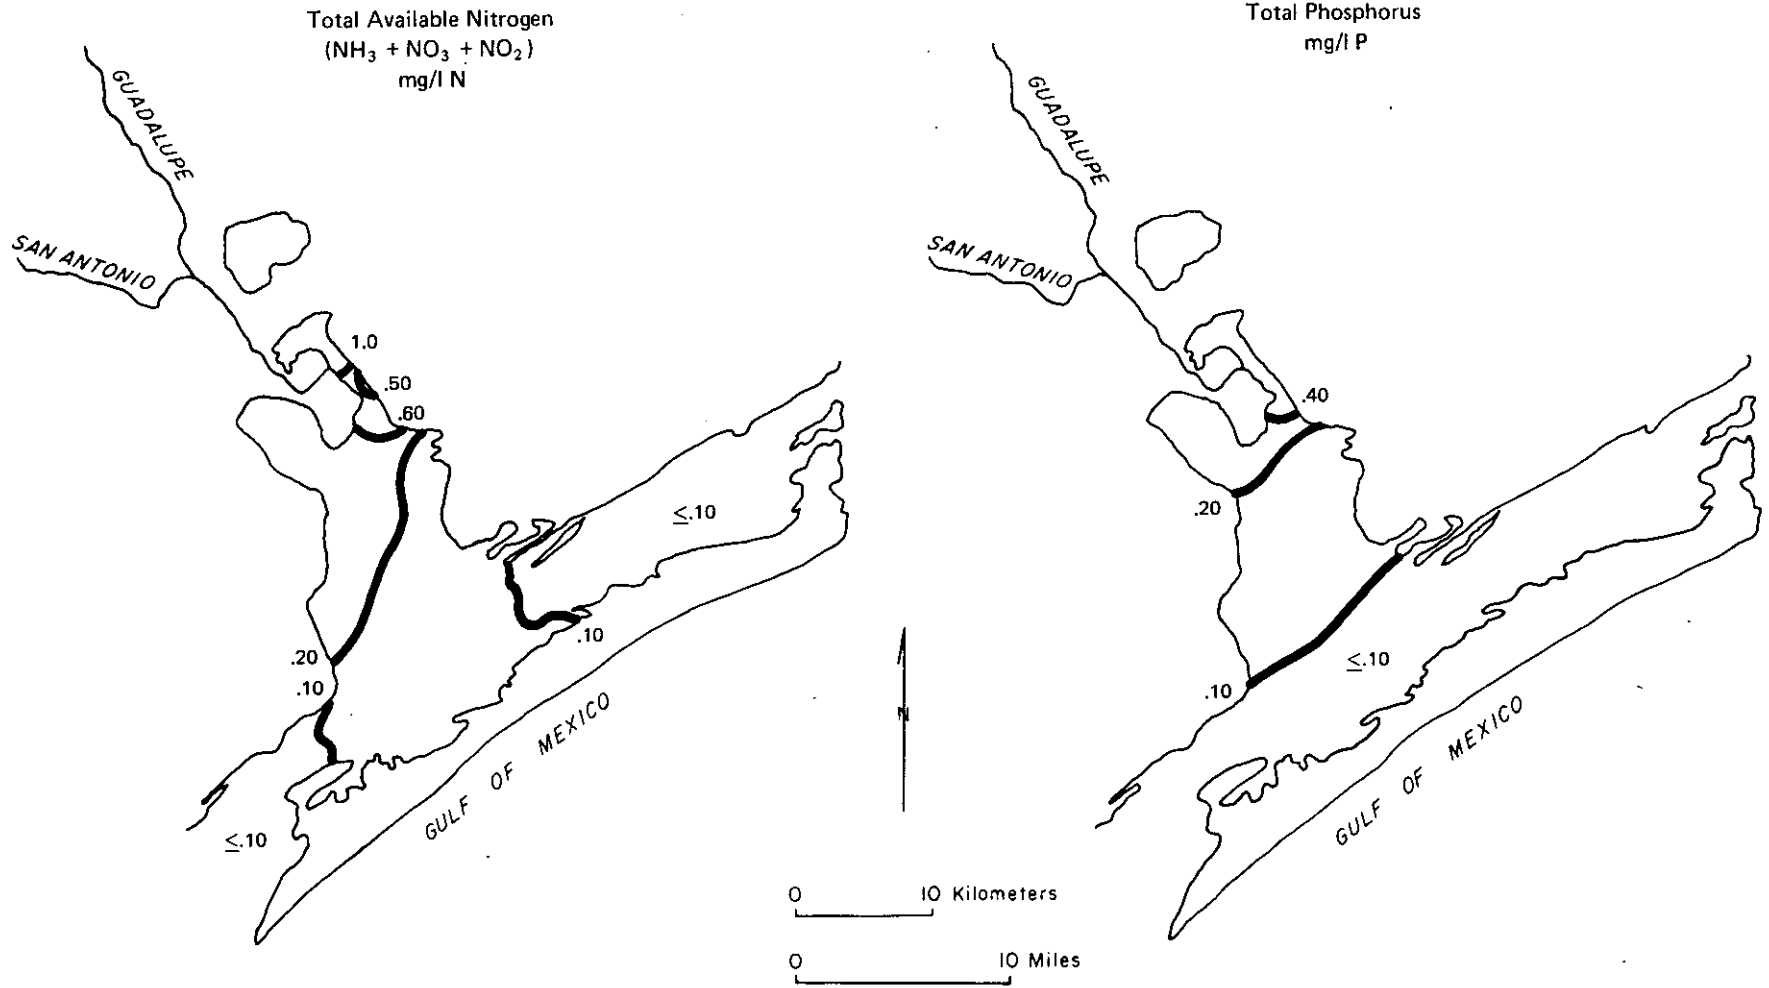 Total Available Nitrogen
(NH₃ + NO₃ + NO₂)
mg/l N
GUADALUPE
SAN ANTONIO
1.0
.50
.60
≤.10
.10
.20
.10
≤.10
GULF OF MEXICO
Total Phosphorus
mg/l P
GUADALUPE
SAN ANTONIO
.40
.20
≤.10
.10
GULF OF MEXICO
N
0 10 Kilometers
0 10 Miles